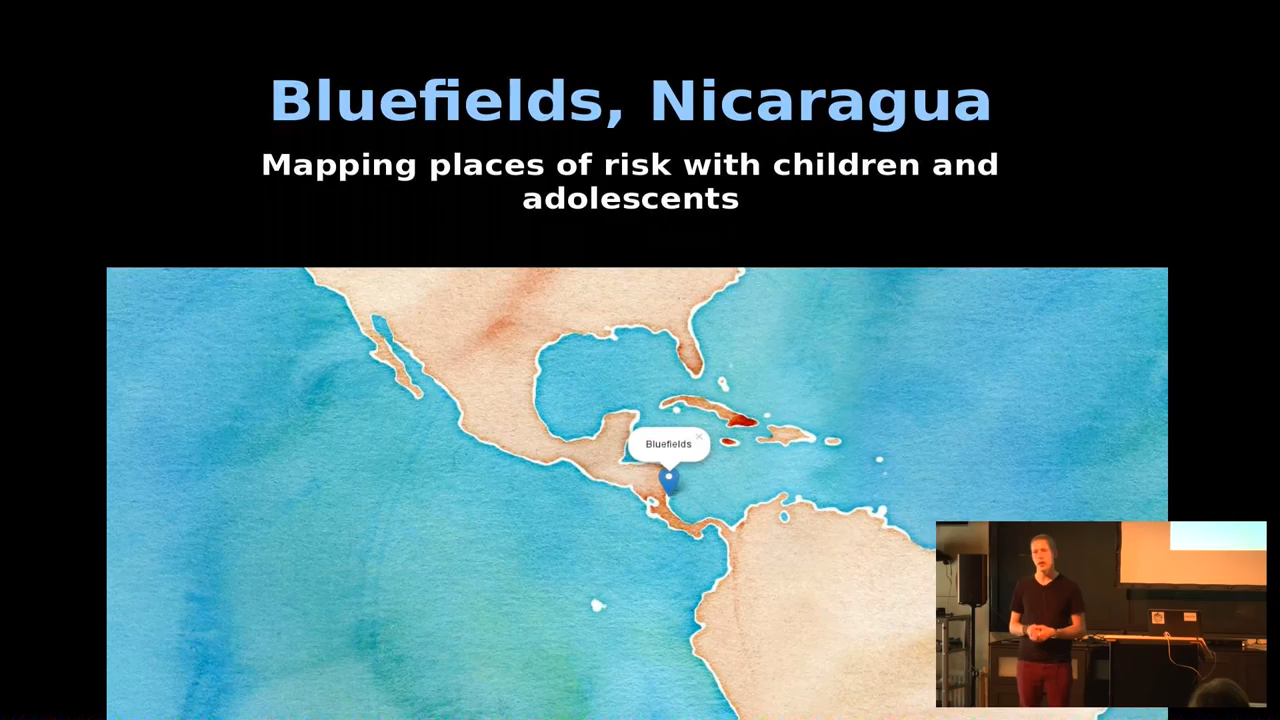 Bluefields, Nicaragua
Mapping places of risk with children and
adolescents
Bluefields